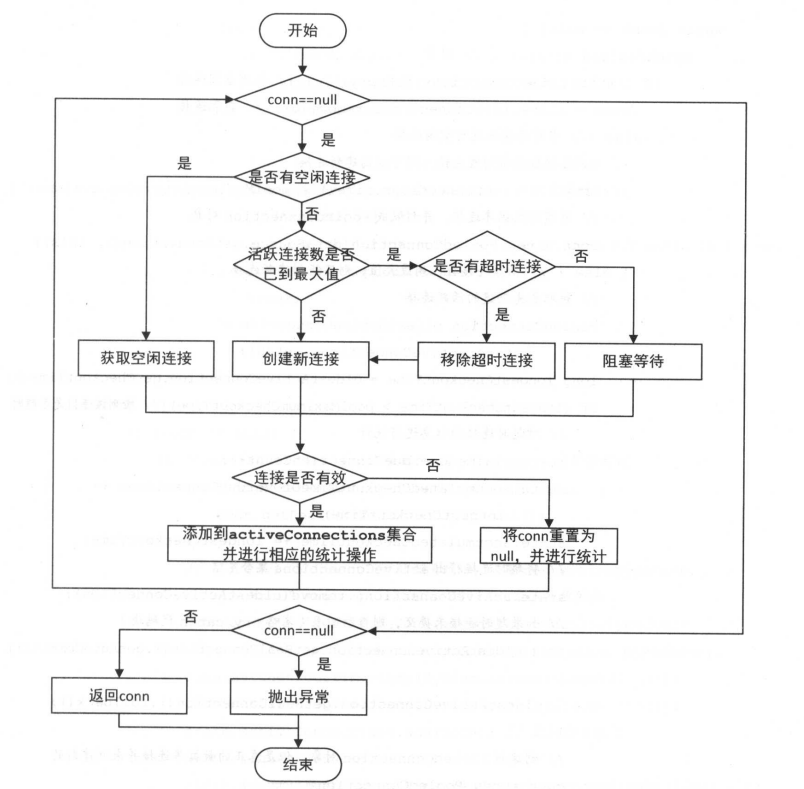 开始
conn==null
是
是
是否有空闲连接
否
活跃连接数是否
已到最大值
是
是否有超时连接
否
否
是
获取空闲连接
创建新连接
移除超时连接
阻塞等待
连接是否有效
否
是
添加到activeConnections集合
并进行相应的统计操作
将conn重置为
null，并进行统计
否
conn==null
是
返回conn
抛出异常
结束